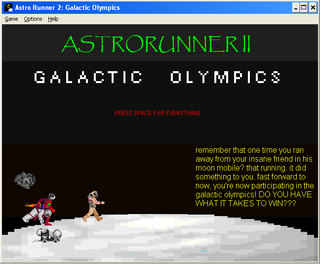 Astro Runner 2: Galactic Olympics
Game Options Help
ASTRORUNNER II
GALACTIC OLYMPICS
PRESS SPACE FOR EVERYTHING
remember that one time you ran
away from your insane friend in his
moon mobile? that running. it did
something to you. fast forward to
now, you're now participating in the
galactic olympics! DO YOU HAVE
WHAT IT TAKES TO WIN???